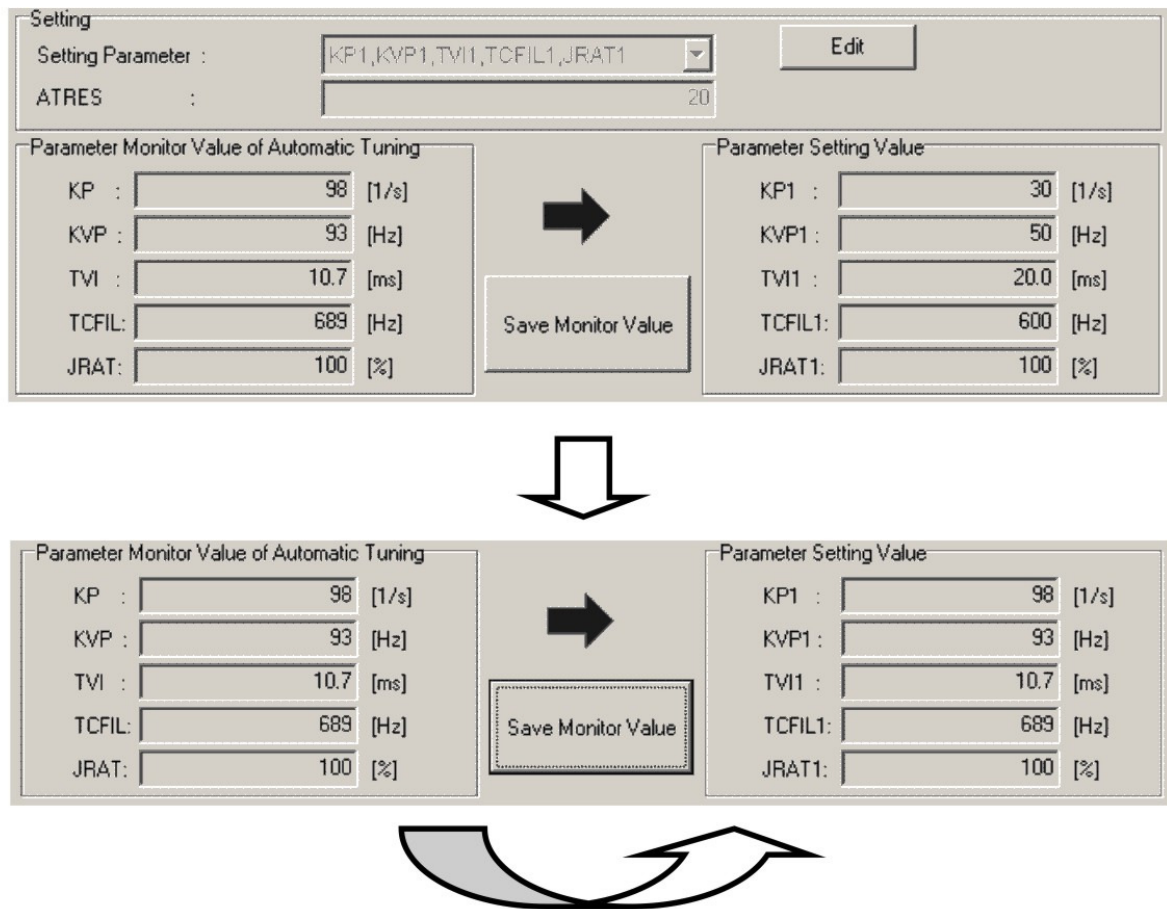 Setting
Setting Parameter : KP1,KVP1,TVI1,TCFIL1,JRAT1 Edit
ATRES : 20
Parameter Monitor Value of Automatic Tuning
KP : 98 [1/s]
KVP : 93 [Hz]
TVI : 10.7 [ms]
TCFIL: 689 [Hz]
JRAT: 100 [%]
Save Monitor Value
Parameter Setting Value
KP1 : 30 [1/s]
KVP1 : 50 [Hz]
TVI1 : 20.0 [ms]
TCFIL1: 600 [Hz]
JRAT1: 100 [%]
Parameter Monitor Value of Automatic Tuning
KP : 98 [1/s]
KVP : 93 [Hz]
TVI : 10.7 [ms]
TCFIL: 689 [Hz]
JRAT: 100 [%]
Save Monitor Value
Parameter Setting Value
KP1 : 98 [1/s]
KVP1 : 93 [Hz]
TVI1 : 10.7 [ms]
TCFIL1: 689 [Hz]
JRAT1: 100 [%]